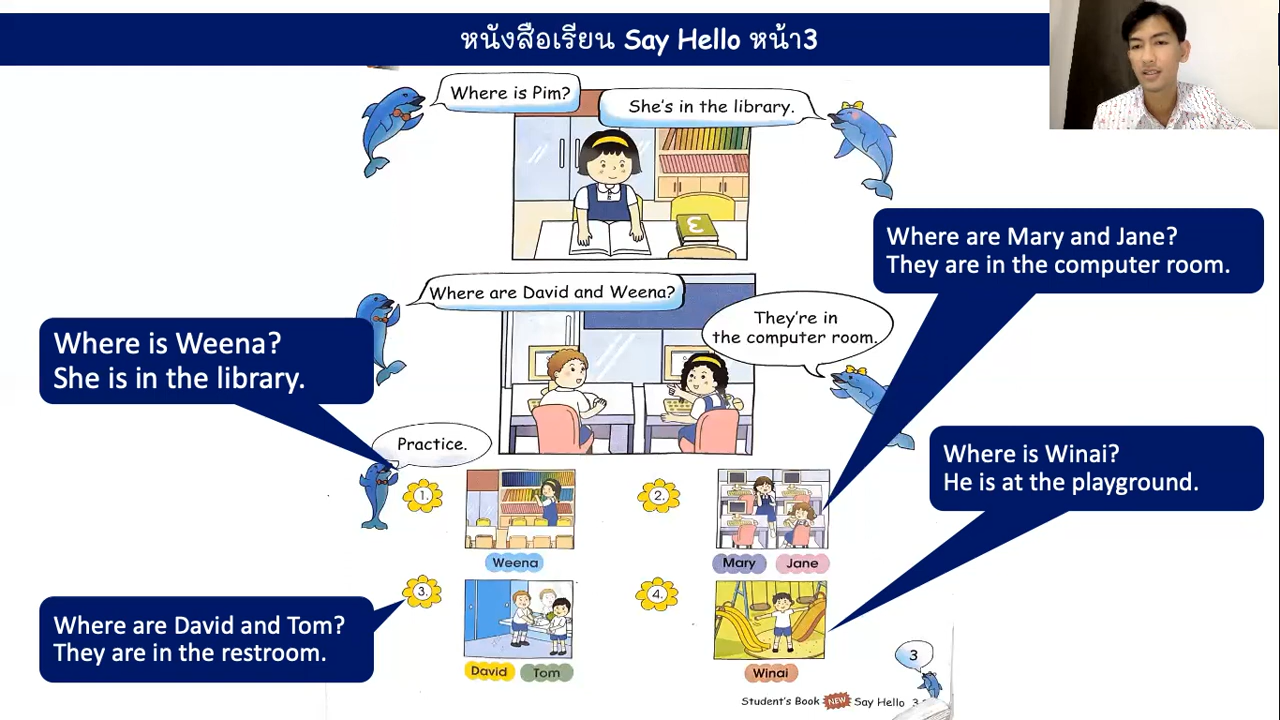 หนังสือเรียน Say Hello หน้า3
Where is Pim?
She's in the library.
Where are Mary and Jane?
They are in the computer room.
Where are David and Weena?
They're in
the computer room.
Where is Weena?
She is in the library.
Practice.
Where is Winai?
He is at the playground.
1.
2.
Weena
Mary Jane
3.
4.
Where are David and Tom?
They are in the restroom.
David Tom
Winai
3
Student's Book NEW Say Hello 3